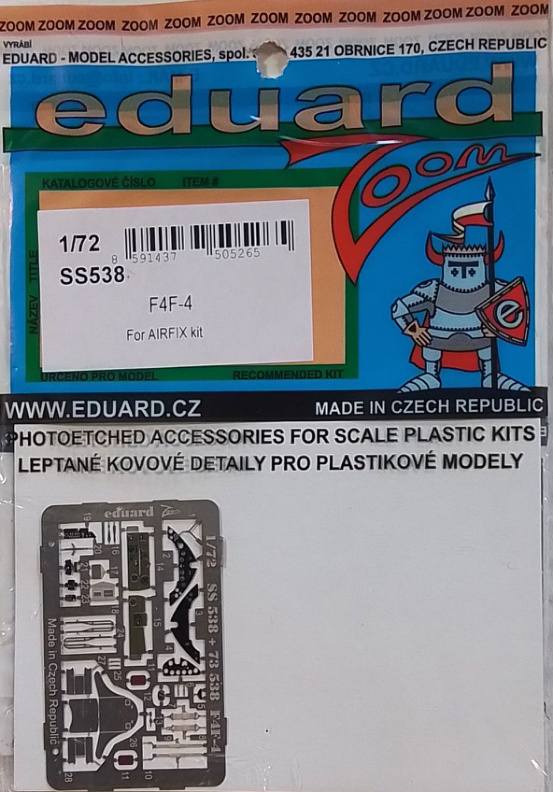 ZOOM ZOOM ZOOM ZOOM ZOOM ZOOM ZOOM ZOOM ZOOM ZOOM
VYRÁBÍ
EDUARD - MODEL ACCESSORIES, spol. 435 21 OBRNICE 170, CZECH REPUBLIC
eduard
Zoom
KATALOGOVÉ ČÍSLO ITEM #
NÁZEV TITLE
1/72
8 591437 505265
SS538
F4F-4
For AIRFIX kit
e
URČENO PRO MODEL RECOMMENDED KIT
WWW.EDUARD.CZ MADE IN CZECH REPUBLIC
PHOTOETCHED ACCESSORIES FOR SCALE PLASTIC KITS
LEPTANÉ KOVOVÉ DETAILY PRO PLASTIKOVÉ MODELY
eduard Zoom
1/72 SS 538 + 73 538 F4F-4
Made in Czech Republic